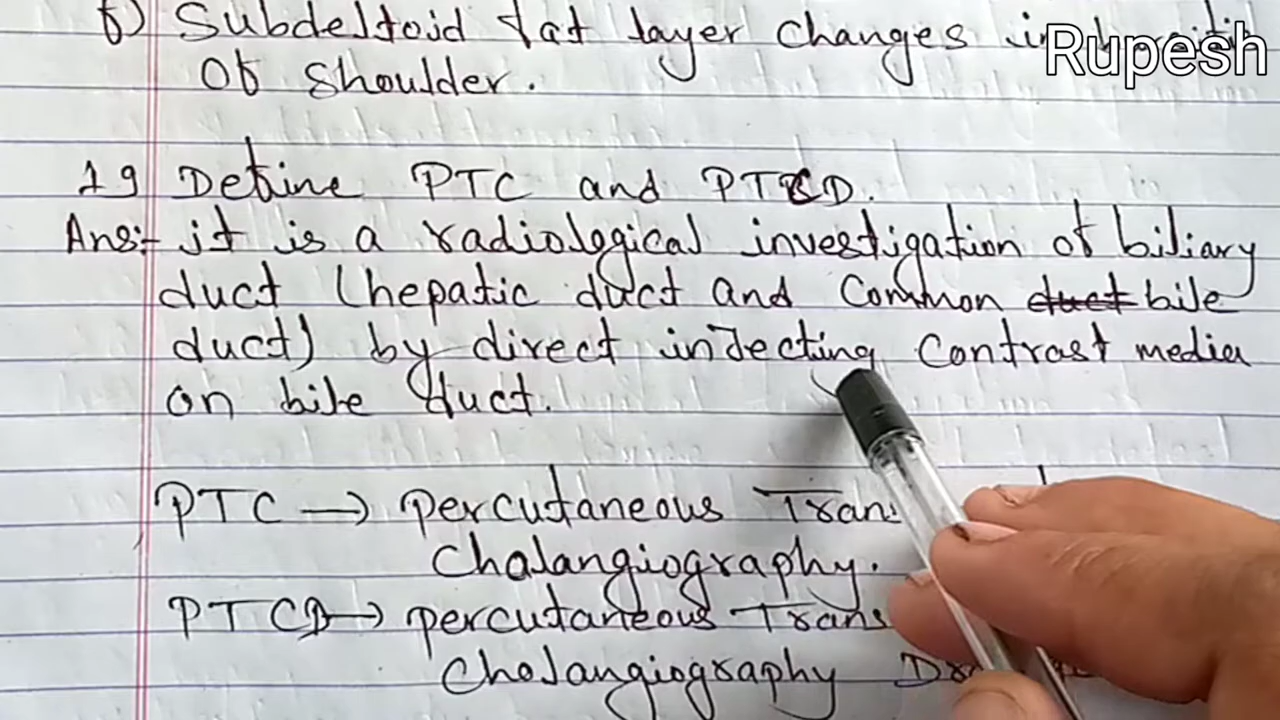 f) Subdeltoid fat layer changes in
Rupesh
of shoulder.
19 Define PTC and PTCD.
Ans:- it is a radiological investigation of biliary
duct (hepatic duct and common duct bile
duct) by direct injecting contrast media
on bile duct.
PTC → percutaneous Trans
Cholangiography.
PTCD → percutaneous Trans
Cholangiography